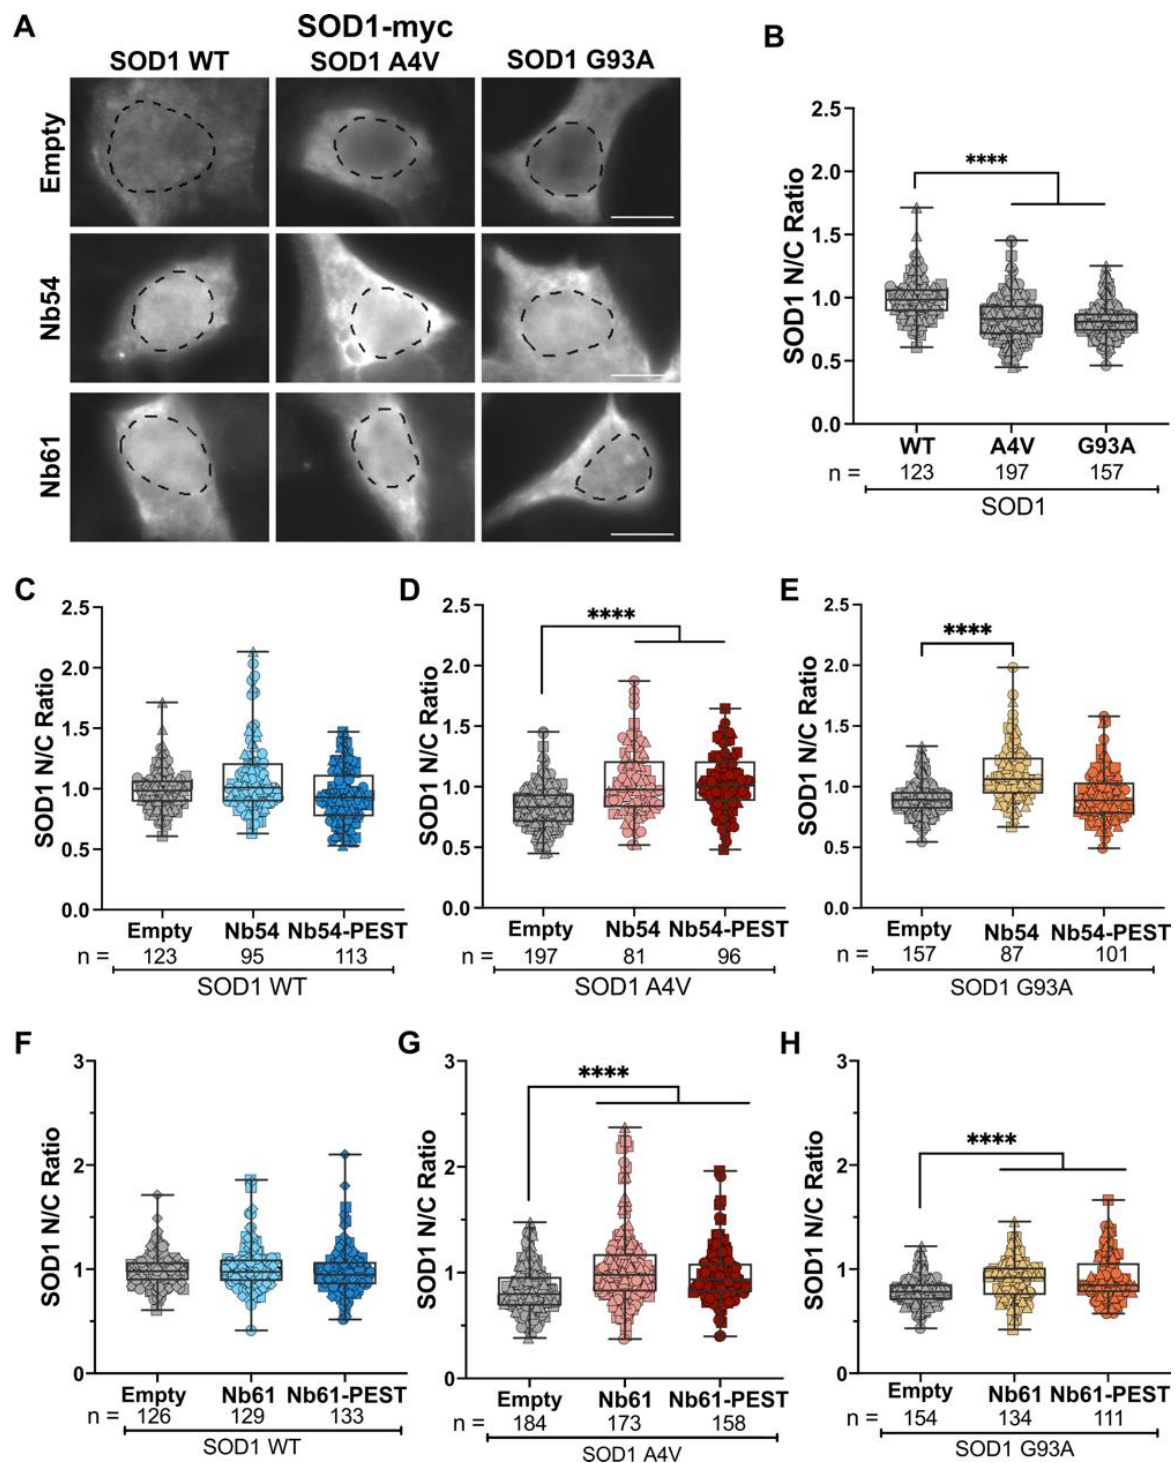 A
SOD1-myc
SOD1 WT
SOD1 A4V
SOD1 G93A
Empty
Nb54
Nb61
B
SOD1 N/C Ratio
2.5
2.0
1.5
1.0
0.5
0.0
****
WT A4V G93A
n = 123 197 157
SOD1
C
SOD1 N/C Ratio
2.5
2.0
1.5
1.0
0.5
0.0
Empty Nb54 Nb54-PEST
n = 123 95 113
SOD1 WT
D
SOD1 N/C Ratio
2.5
2.0
1.5
1.0
0.5
0.0
****
Empty Nb54 Nb54-PEST
n = 197 81 96
SOD1 A4V
E
SOD1 N/C Ratio
2.5
2.0
1.5
1.0
0.5
0.0
****
Empty Nb54 Nb54-PEST
n = 157 87 101
SOD1 G93A
F
SOD1 N/C Ratio
3
2
1
0
Empty Nb61 Nb61-PEST
n = 126 129 133
SOD1 WT
G
SOD1 N/C Ratio
3
2
1
0
****
Empty Nb61 Nb61-PEST
n = 184 173 158
SOD1 A4V
H
SOD1 N/C Ratio
3
2
1
0
****
Empty Nb61 Nb61-PEST
n = 154 134 111
SOD1 G93A